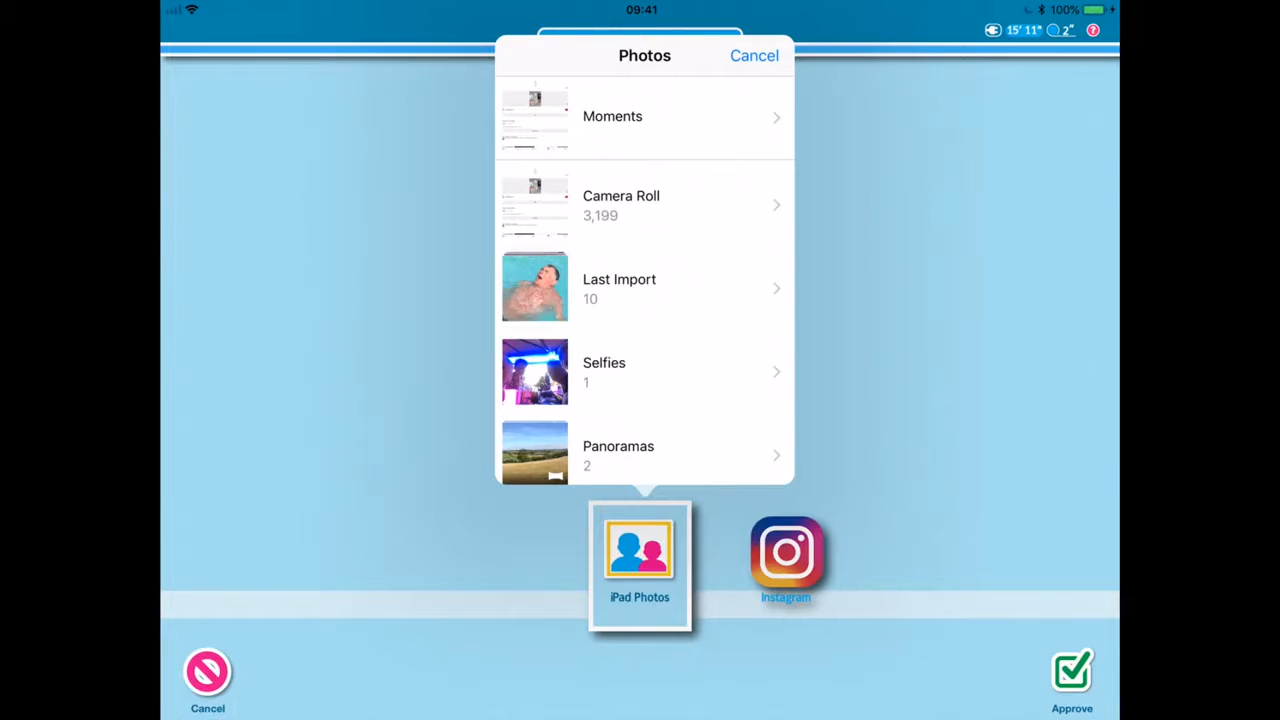 09:41
100%
15' 11" 2" ?
Photos Cancel
Moments
Camera Roll
3,199
Last Import
10
Selfies
1
Panoramas
2
iPad Photos
Instagram
Cancel
Approve